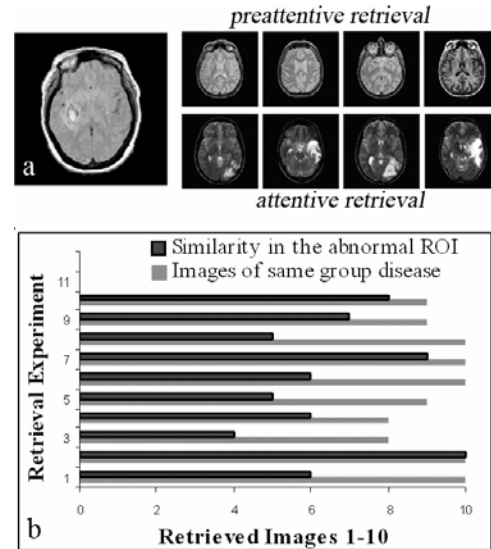 preattentive retrieval
a
attentive retrieval
Similarity in the abnormal ROI
Images of same group disease
Retrieval Experiment
11
9
7
5
3
1
0 2 4 6 8 10
b
Retrieved Images 1-10